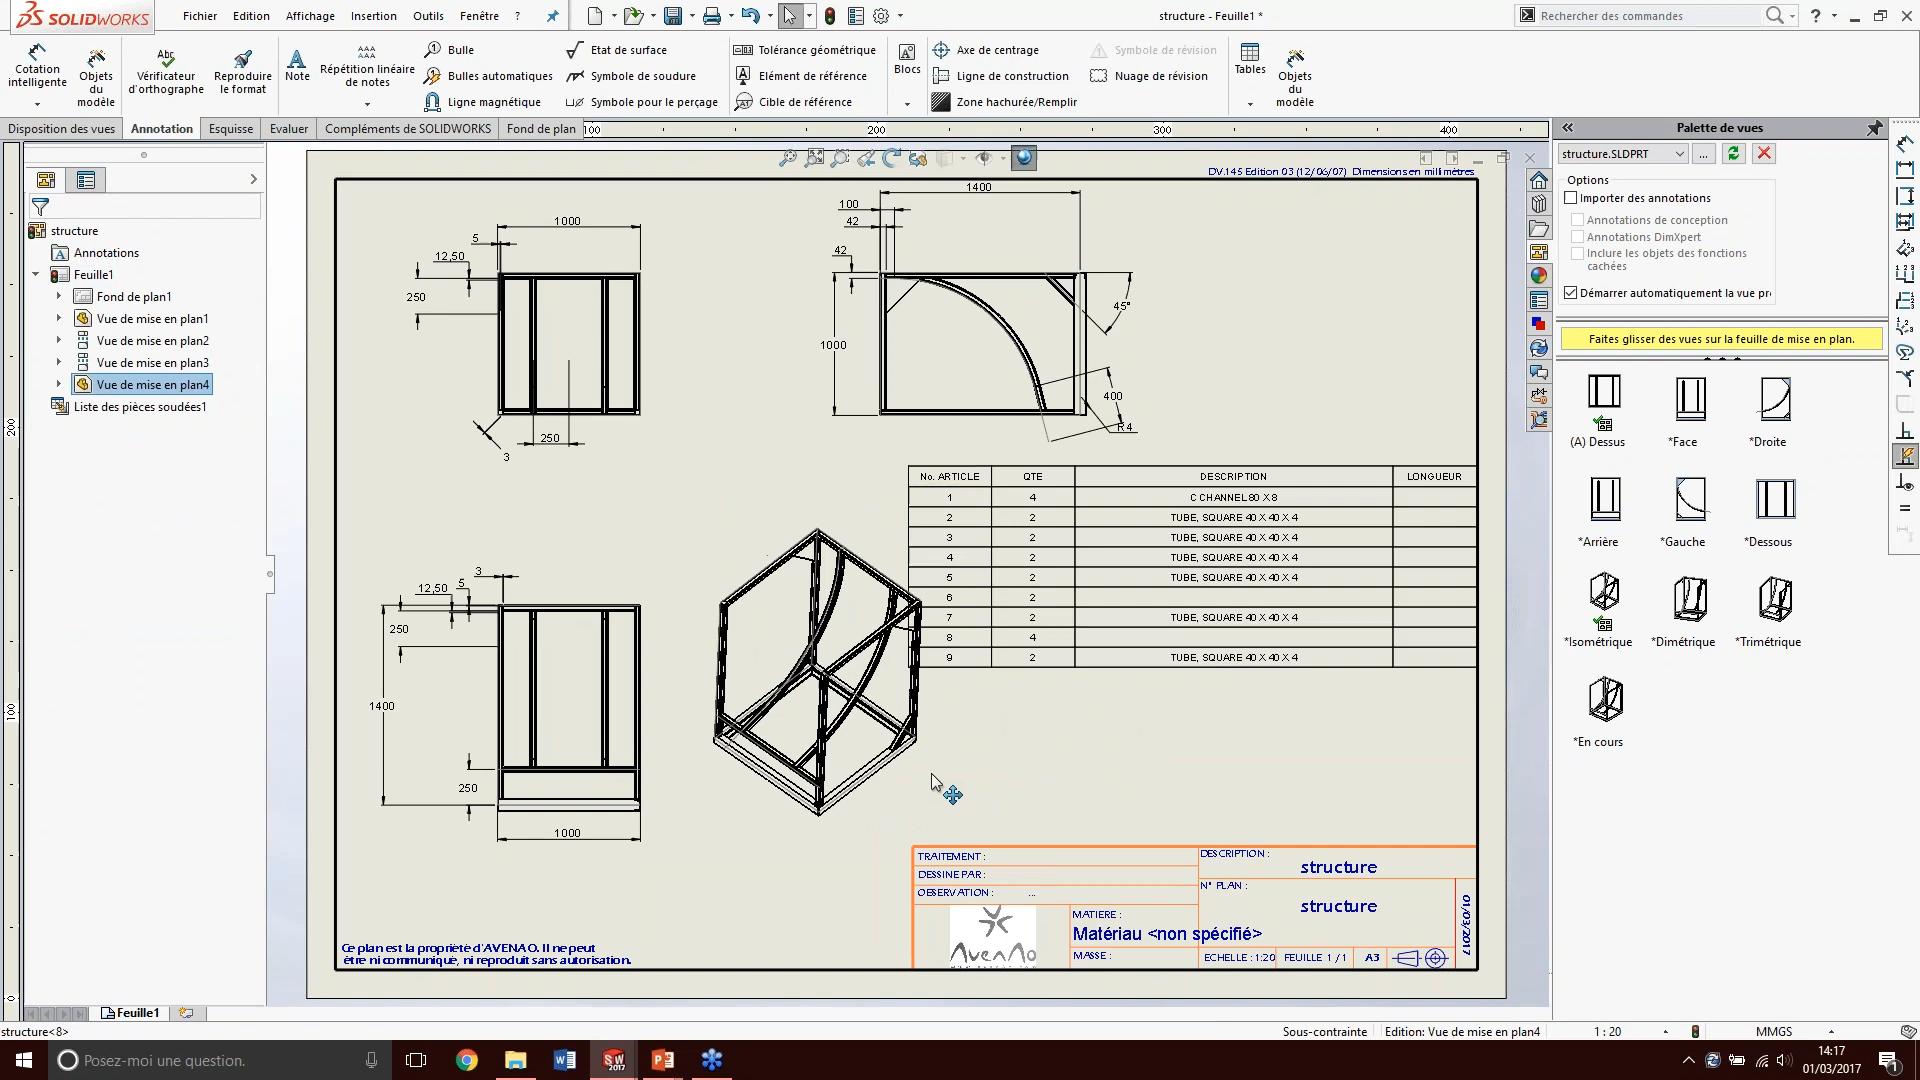 SOLIDWORKS
Fichier Edition Affichage Insertion Outils Fenêtre ?
structure - Feuille1 *
Rechercher des commandes
Cotation intelligente
Objets du modèle
Vérificateur d'orthographe
Reproduire le format
Note
Répétition linéaire de notes
Bulle
Bulles automatiques
Ligne magnétique
Etat de surface
Symbole de soudure
Symbole pour le perçage
Tolérance géométrique
Elément de référence
Cible de référence
Blocs
Axe de centrage
Ligne de construction
Zone hachurée/Remplir
Symbole de révision
Nuage de révision
Tables
Objets du modèle
Disposition des vues Annotation Esquisse Evaluer Compléments de SOLIDWORKS Fond de plan
100 200 300 400
200
100
0
structure
Annotations
Feuille1
Fond de plan1
Vue de mise en plan1
Vue de mise en plan2
Vue de mise en plan3
Vue de mise en plan4
Liste des pièces soudées1
DV.145 Edition 03 (12/06/07) Dimensions en millimètres
1000
5
12,50
250
250
3
1400
100
42
42
1000
45°
400
R4
3
5
12,50
250
1400
250
1000
No. ARTICLE QTE DESCRIPTION LONGUEUR
1 4 C CHANNEL 80 X 8
2 2 TUBE, SQUARE 40 X 40 X 4
3 2 TUBE, SQUARE 40 X 40 X 4
4 2 TUBE, SQUARE 40 X 40 X 4
5 2 TUBE, SQUARE 40 X 40 X 4
6 2
7 2 TUBE, SQUARE 40 X 40 X 4
8 4
9 2 TUBE, SQUARE 40 X 40 X 4
TRAITEMENT :
DESSINE PAR :
OBSERVATION : ...
DESCRIPTION :
structure
N° PLAN :
structure
MATIERE :
Matériau <non spécifié>
MASSE :
ECHELLE : 1:20 FEUILLE 1 / 1 A3
01/03/2017
AvenAo
Ce plan est la propriété d'AVENAO. Il ne peut
être ni communiqué, ni reproduit sans autorisation.
Palette de vues
structure.SLDPRT
...
Options
Importer des annotations
Annotations de conception
Annotations DimXpert
Inclure les objets des fonctions
cachées
Démarrer automatiquement la vue pr
Faites glisser des vues sur la feuille de mise en plan.
(A) Dessus *Face *Droite
*Arrière *Gauche *Dessous
*Isométrique *Dimétrique *Trimétrique
*En cours
Feuille1
structure<8>
Sous-contrainte Edition: Vue de mise en plan4 1 : 20 MMGS
Posez-moi une question.
14:17
01/03/2017